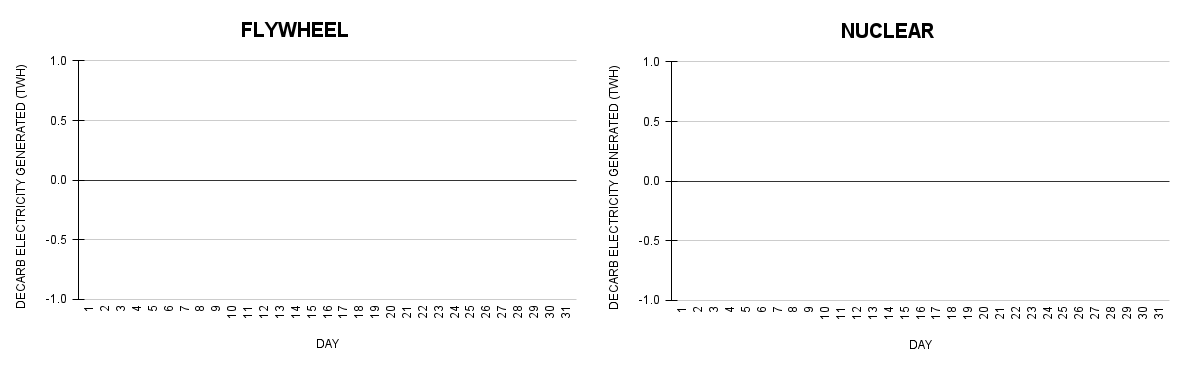 FLYWHEEL
DECARB ELECTRICITY GENERATED (TWH)
1.0
0.5
0.0
-0.5
-1.0
1 2 3 4 5 6 7 8 9 10 11 12 13 14 15 16 17 18 19 20 21 22 23 24 25 26 27 28 29 30 31
DAY
NUCLEAR
DECARB ELECTRICITY GENERATED (TWH)
1.0
0.5
0.0
-0.5
-1.0
1 2 3 4 5 6 7 8 9 10 11 12 13 14 15 16 17 18 19 20 21 22 23 24 25 26 27 28 29 30 31
DAY